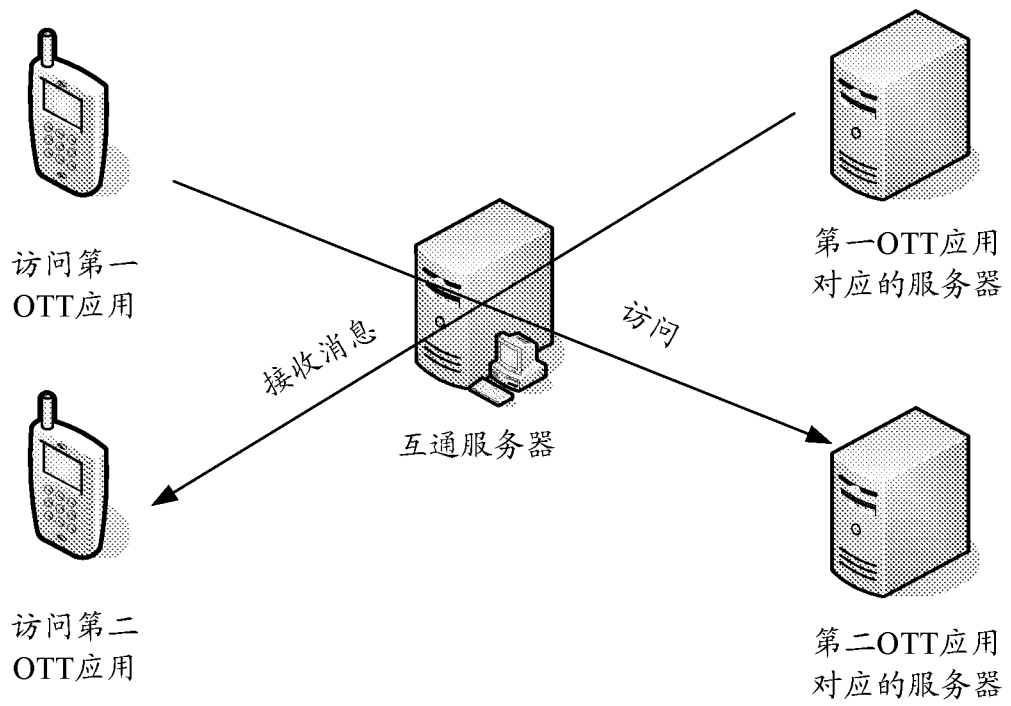 访问第一
OTT应用
第一OTT应用
对应的服务器
访问
接收消息
互通服务器
访问第二
OTT应用
第二OTT应用
对应的服务器